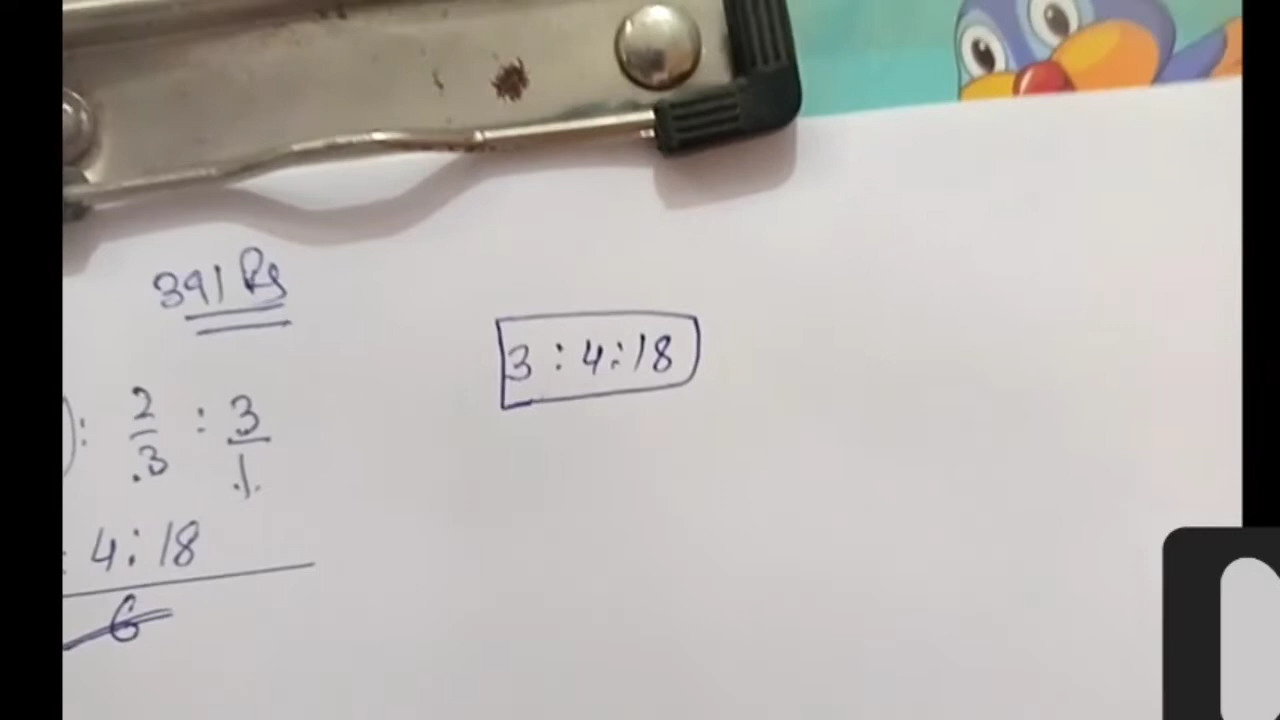 391 Rs
3 : 4 : 18
) : 2/3 : 3/1
: 4 : 18
6